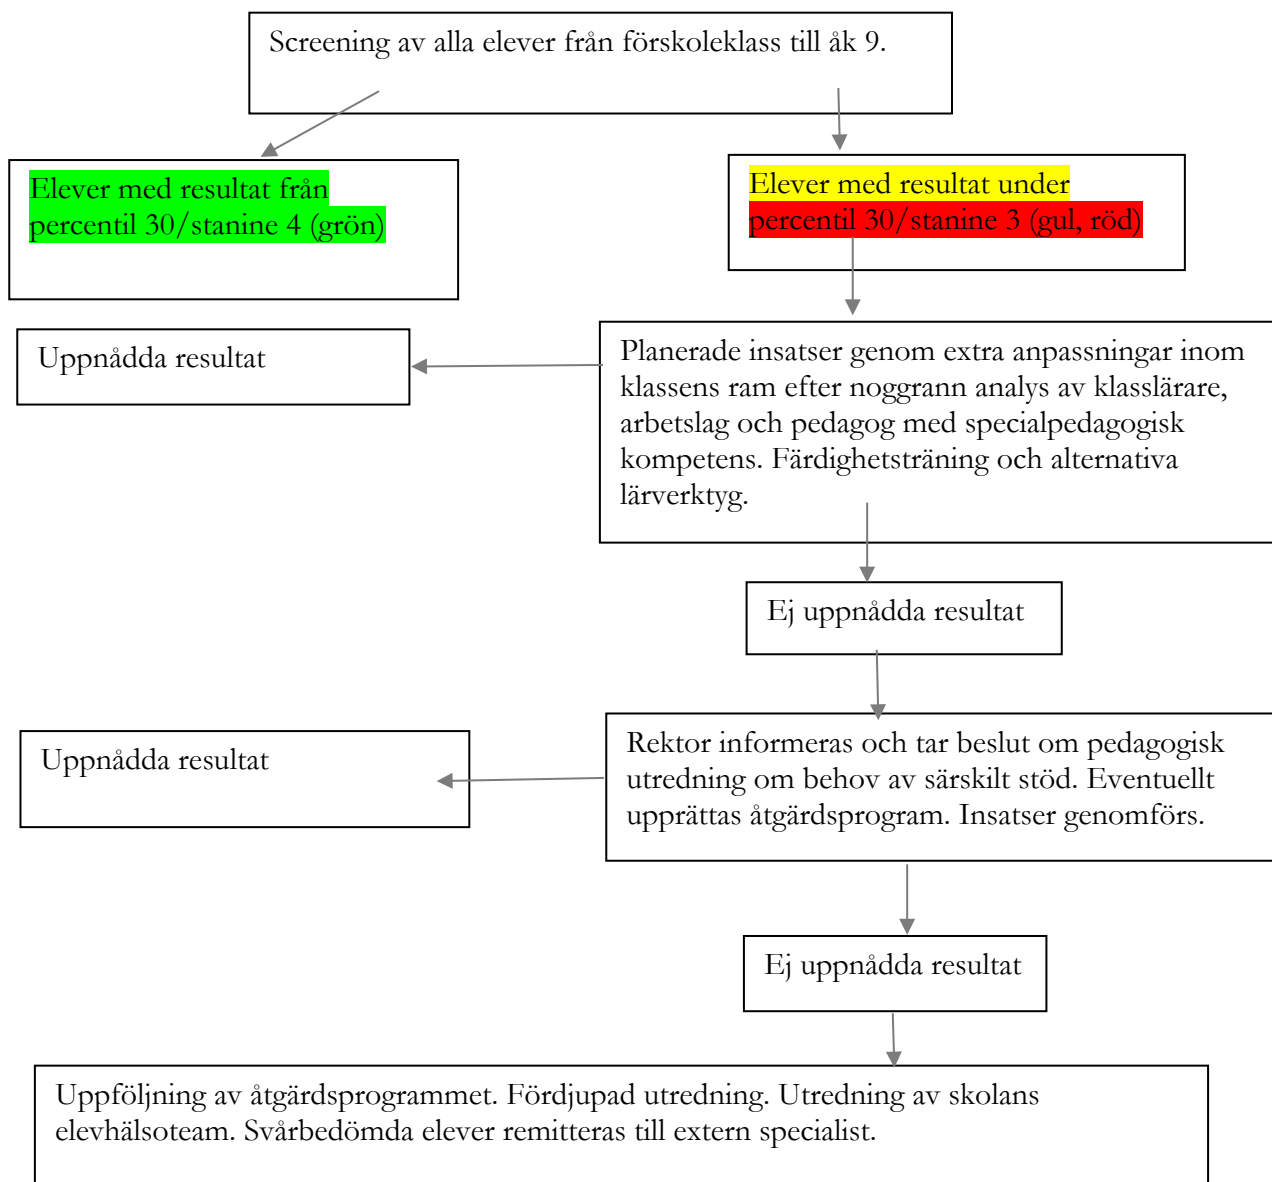 Screening av alla elever från förskoleklass till åk 9.
Elever med resultat från
percentil 30/stanine 4 (grön)
Elever med resultat under
percentil 30/stanine 3 (gul, röd)
Uppnådda resultat
Planerade insatser genom extra anpassningar inom
klassens ram efter noggrann analys av klasslärare,
arbetslag och pedagog med specialpedagogisk
kompetens. Färdighetsträning och alternativa
lärverktyg.
Ej uppnådda resultat
Uppnådda resultat
Rektor informeras och tar beslut om pedagogisk
utredning om behov av särskilt stöd. Eventuellt
upprättas åtgärdsprogram. Insatser genomförs.
Ej uppnådda resultat
Uppföljning av åtgärdsprogrammet. Fördjupad utredning. Utredning av skolans
elevhälsoteam. Svårbedömda elever remitteras till extern specialist.